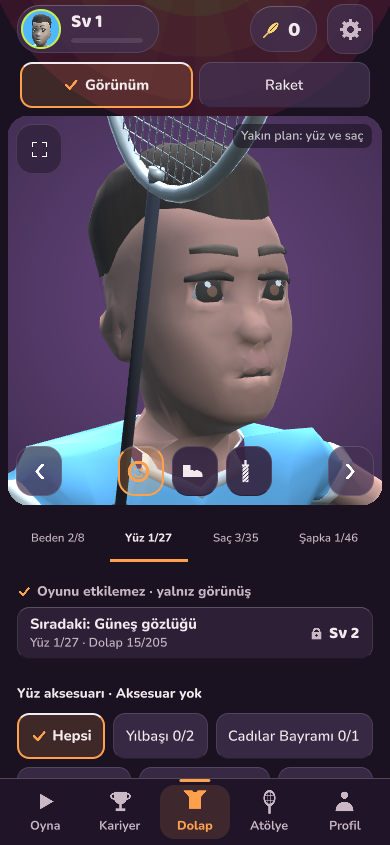 Sv 1
0
Görünüm
Raket
Yakın plan: yüz ve saç
Beden 2/8
Yüz 1/27
Saç 3/35
Şapka 1/46
Oyunu etkilemez · yalnız görünüş
Sıradaki: Güneş gözlüğü
Yüz 1/27 · Dolap 15/205
Sv 2
Yüz aksesuarı · Aksesuar yok
Hepsi
Yılbaşı 0/2
Cadılar Bayramı 0/1
Oyna
Kariyer
Dolap
Atölye
Profil